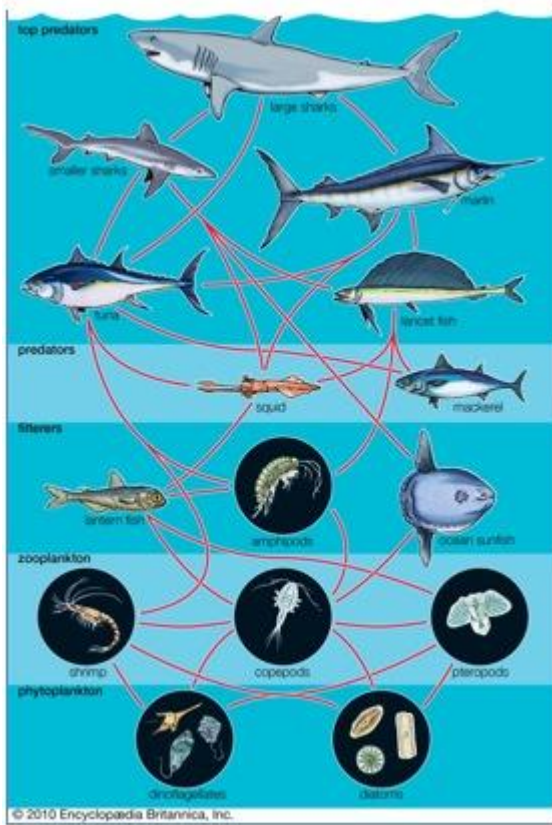 top predators
large sharks
smaller sharks
marlin
tuna
lancet fish
predators
squid
mackerel
filterers
lantern fish
amphipods
ocean sunfish
zooplankton
shrimp
copepods
pteropods
phytoplankton
dinoflagellates
diatoms
© 2010 Encyclopædia Britannica, Inc.